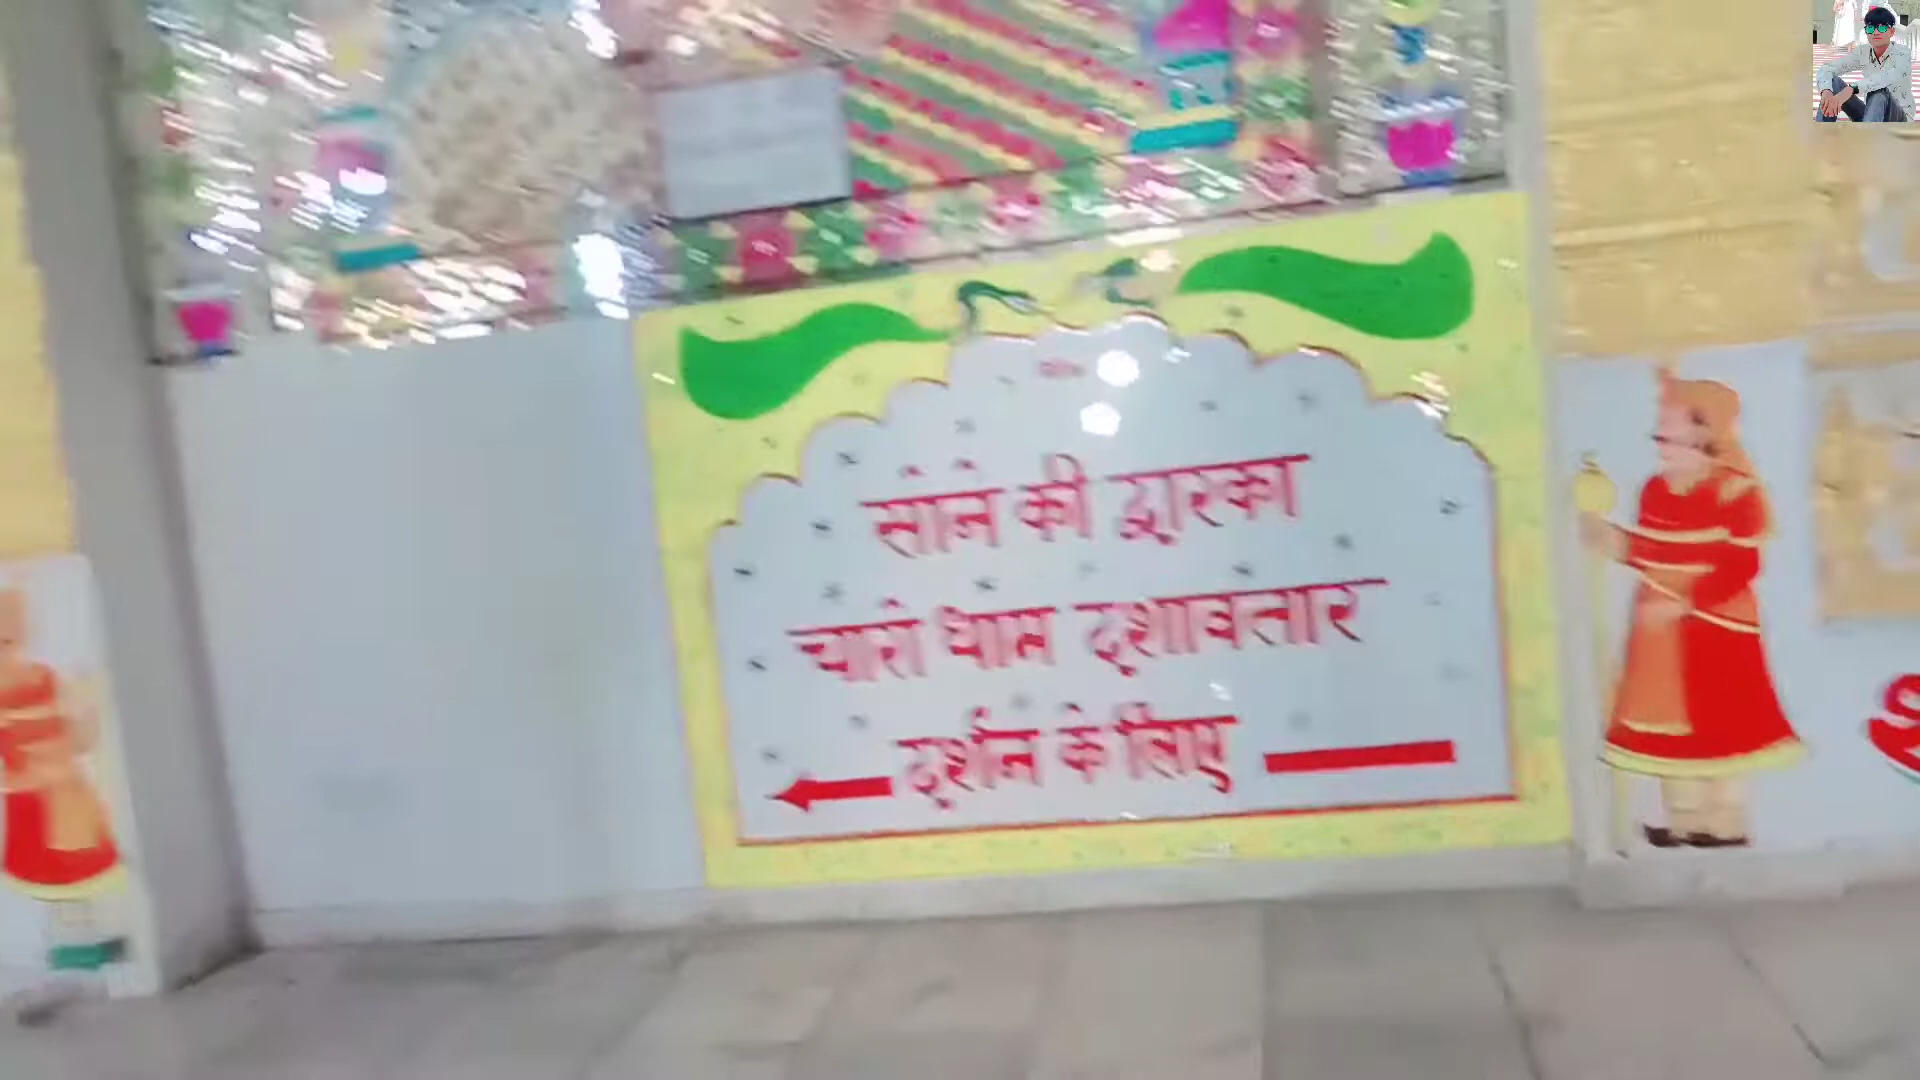 सोने की द्वारका
चारों धाम दशावतार
दर्शन के लिए